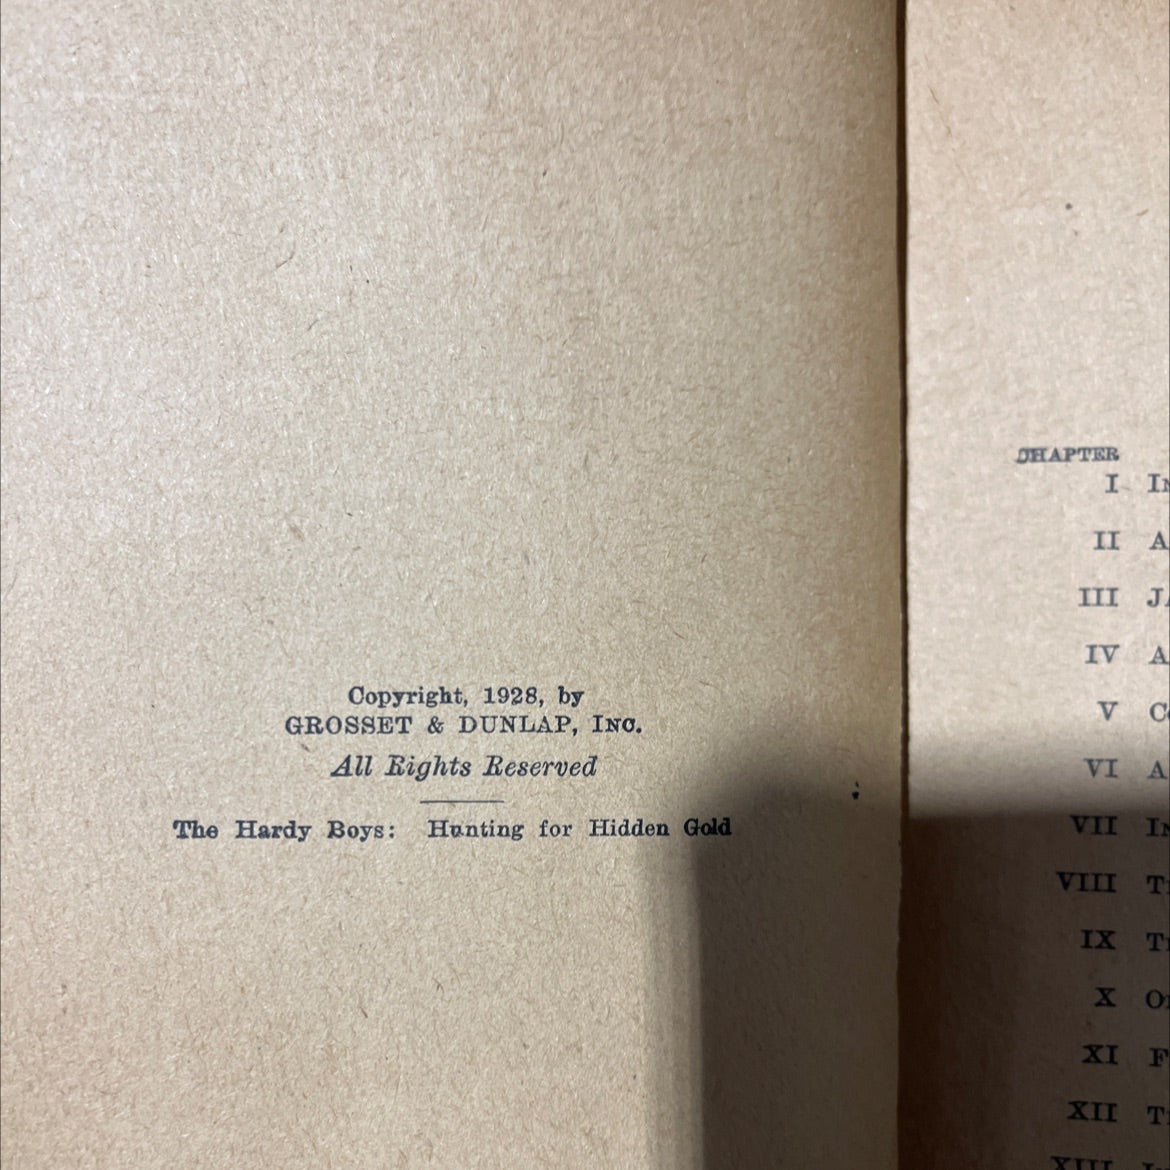 Copyright, 1928, by
GROSSET & DUNLAP, INC.
All Rights Reserved
The Hardy Boys: Hunting for Hidden Gold
CHAPTER
I
II A
III
IV A
V
VI A
VII
VIII
IX
X
XI
XII